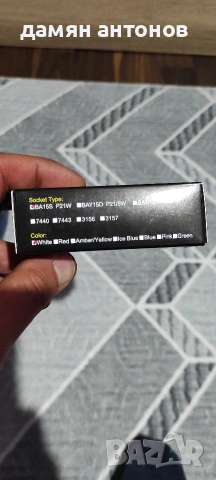 дамян антонов
Socket Type:
BA15S P21W BAY15D P21/5W
7440 7443 3156 3157
Color:
White Red Amber/Yellow Ice Blue Blue Pink Green
bazar